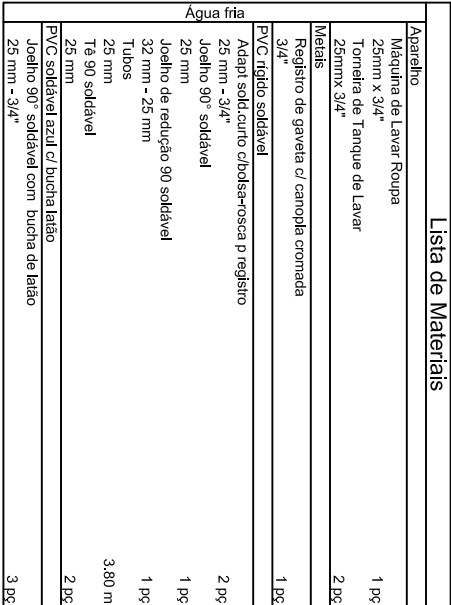 Lista de Materiais
Água fria
Aparelho
Máquina de Lavar Roupa
25mm x 3/4" 1 pç
Torneira de Tanque de Lavar
25mmx 3/4" 2 pç
Metais
Registro de gaveta c/ canopla cromada
3/4" 1 pç
PVC rígido soldável
Adapt sold.curto c/bolsa-rosca p registro
25 mm - 3/4" 2 pç
Joelho 90° soldável
25 mm 1 pç
Joelho de redução 90 soldável
32 mm - 25 mm 1 pç
Tubos
25 mm 3.80 m
Tê 90 soldável
25 mm 2 pç
PVC soldável azul c/ bucha latão
Joelho 90° soldável com bucha de latão
25 mm - 3/4" 3 pç